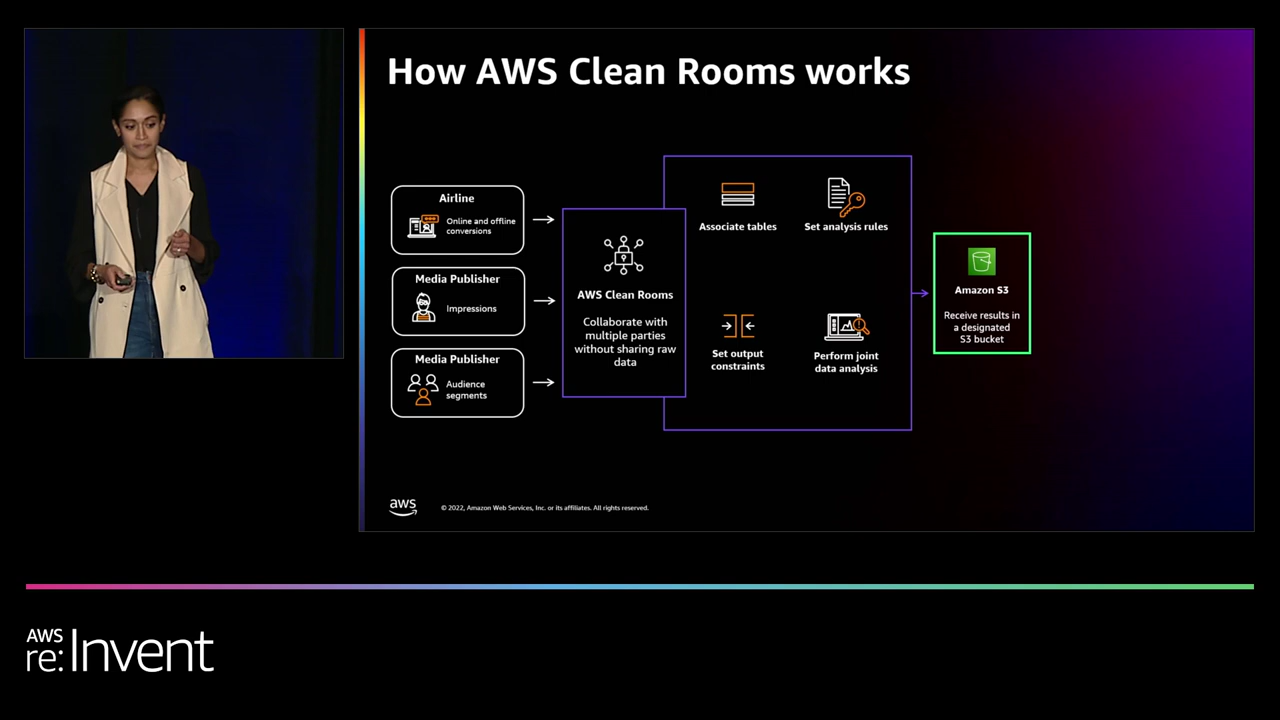 How AWS Clean Rooms works
Airline
Online and offline
conversions
Media Publisher
Impressions
Media Publisher
Audience
segments
AWS Clean Rooms
Collaborate with
multiple parties
without sharing raw
data
Associate tables
Set analysis rules
Set output
constraints
Perform joint
data analysis
Amazon S3
Receive results in
a designated
S3 bucket
aws
© 2022, Amazon Web Services, Inc. or its affiliates. All rights reserved.
AWS
re:Invent